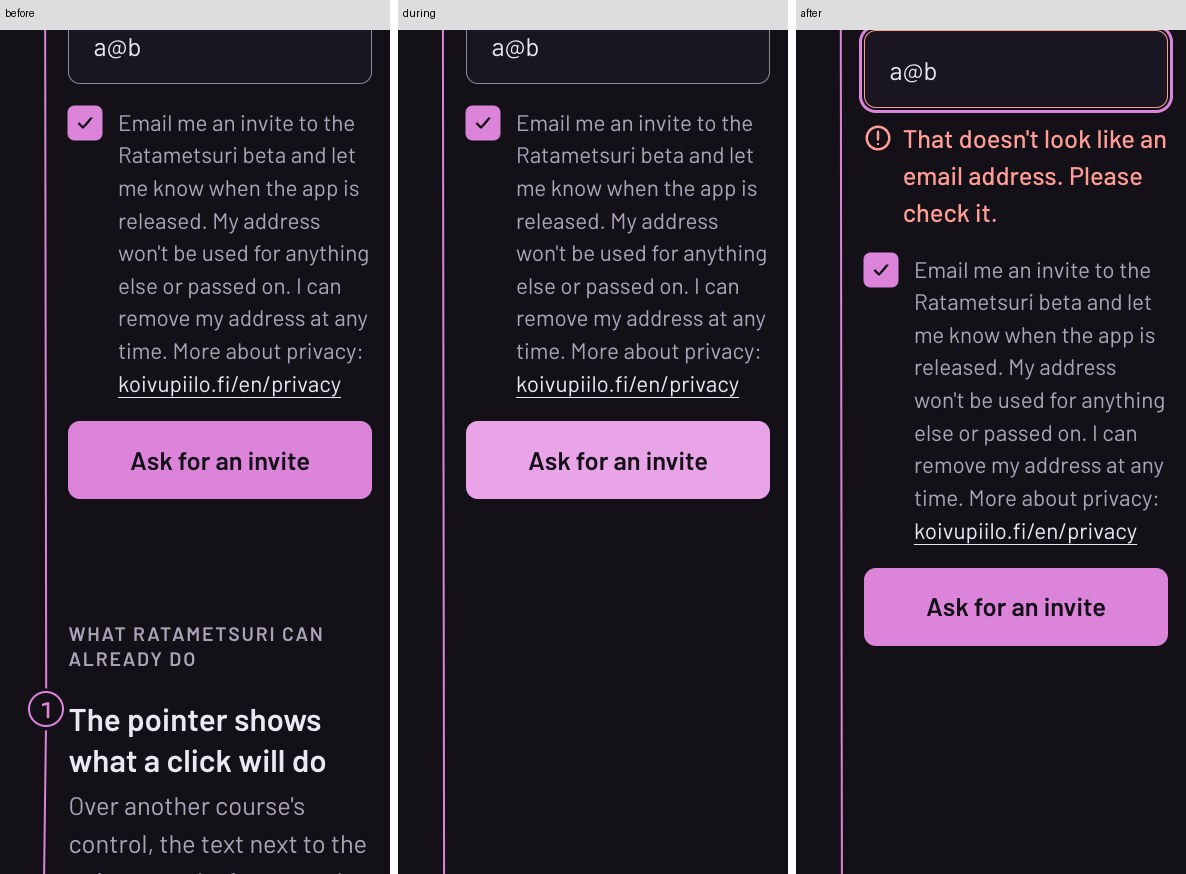 before
a@b
Email me an invite to the
Ratametsuri beta and let
me know when the app is
released. My address
won't be used for anything
else or passed on. I can
remove my address at any
time. More about privacy:
koivupiilo.fi/en/privacy
Ask for an invite
WHAT RATAMETSURI CAN
ALREADY DO
1
The pointer shows
what a click will do
Over another course's
control, the text next to the
during
a@b
Email me an invite to the
Ratametsuri beta and let
me know when the app is
released. My address
won't be used for anything
else or passed on. I can
remove my address at any
time. More about privacy:
koivupiilo.fi/en/privacy
Ask for an invite
after
a@b
That doesn't look like an
email address. Please
check it.
Email me an invite to the
Ratametsuri beta and let
me know when the app is
released. My address
won't be used for anything
else or passed on. I can
remove my address at any
time. More about privacy:
koivupiilo.fi/en/privacy
Ask for an invite